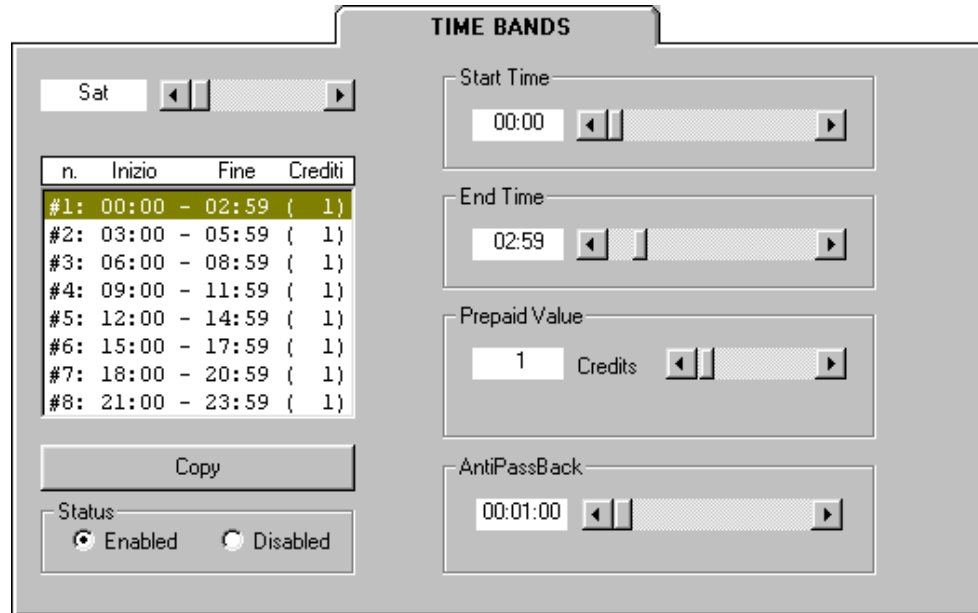 TIME BANDS
Sat
n. Inizio Fine Crediti
#1: 00:00 - 02:59 ( 1)
#2: 03:00 - 05:59 ( 1)
#3: 06:00 - 08:59 ( 1)
#4: 09:00 - 11:59 ( 1)
#5: 12:00 - 14:59 ( 1)
#6: 15:00 - 17:59 ( 1)
#7: 18:00 - 20:59 ( 1)
#8: 21:00 - 23:59 ( 1)
Copy
Status
Enabled Disabled
Start Time
00:00
End Time
02:59
Prepaid Value
1 Credits
AntiPassBack
00:01:00